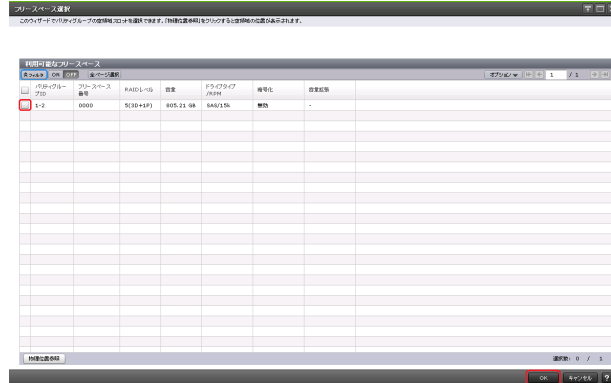 フリースペース選択
このウィザードでパリティグループの空領域スロットを選択できます。[物理位置参照]をクリックすると空領域の位置が表示されます。
利用可能なフリースペース
フィルタ ON OFF 全ページ選択 オプション 1 / 1
パリティグループID フリースペース番号 RAIDレベル 容量 ドライブタイプ/RPM 暗号化 容量拡張
1-2 0000 5(3D+1P) 805.21 GB SAS/15k 無効 -
物理位置参照 選択数: 0 / 1
OK キャンセル ?